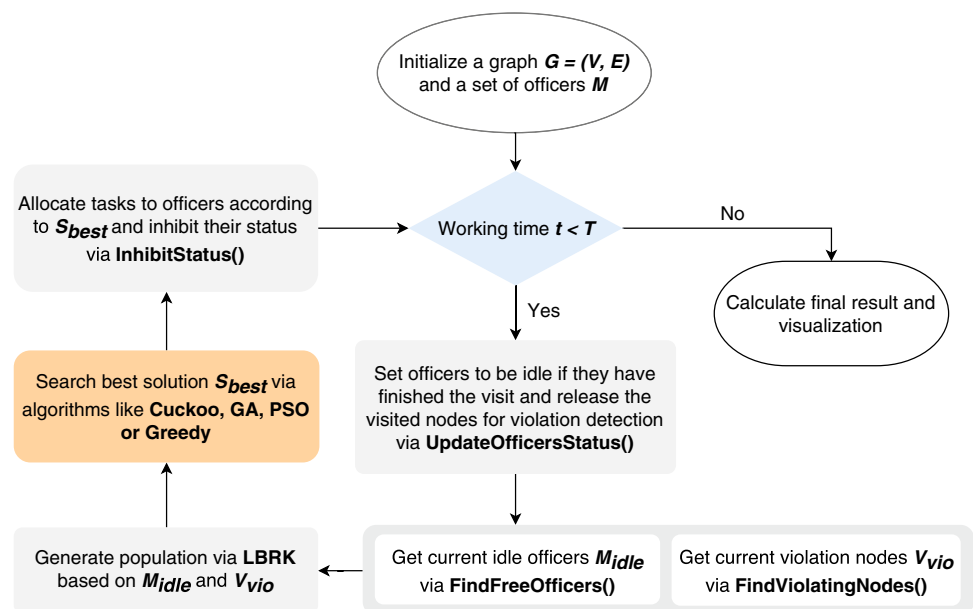 Initialize a graph G = (V, E)
and a set of officers M
Working time t < T
No
Calculate final result and
visualization
Yes
Set officers to be idle if they have
finished the visit and release the
visited nodes for violation detection
via UpdateOfficersStatus()
Get current idle officers Midle
via FindFreeOfficers()
Get current violation nodes Vvio
via FindViolatingNodes()
Generate population via LBRK
based on Midle and Vvio
Search best solution Sbest via
algorithms like Cuckoo, GA, PSO
or Greedy
Allocate tasks to officers according
to Sbest and inhibit their status
via InhibitStatus()